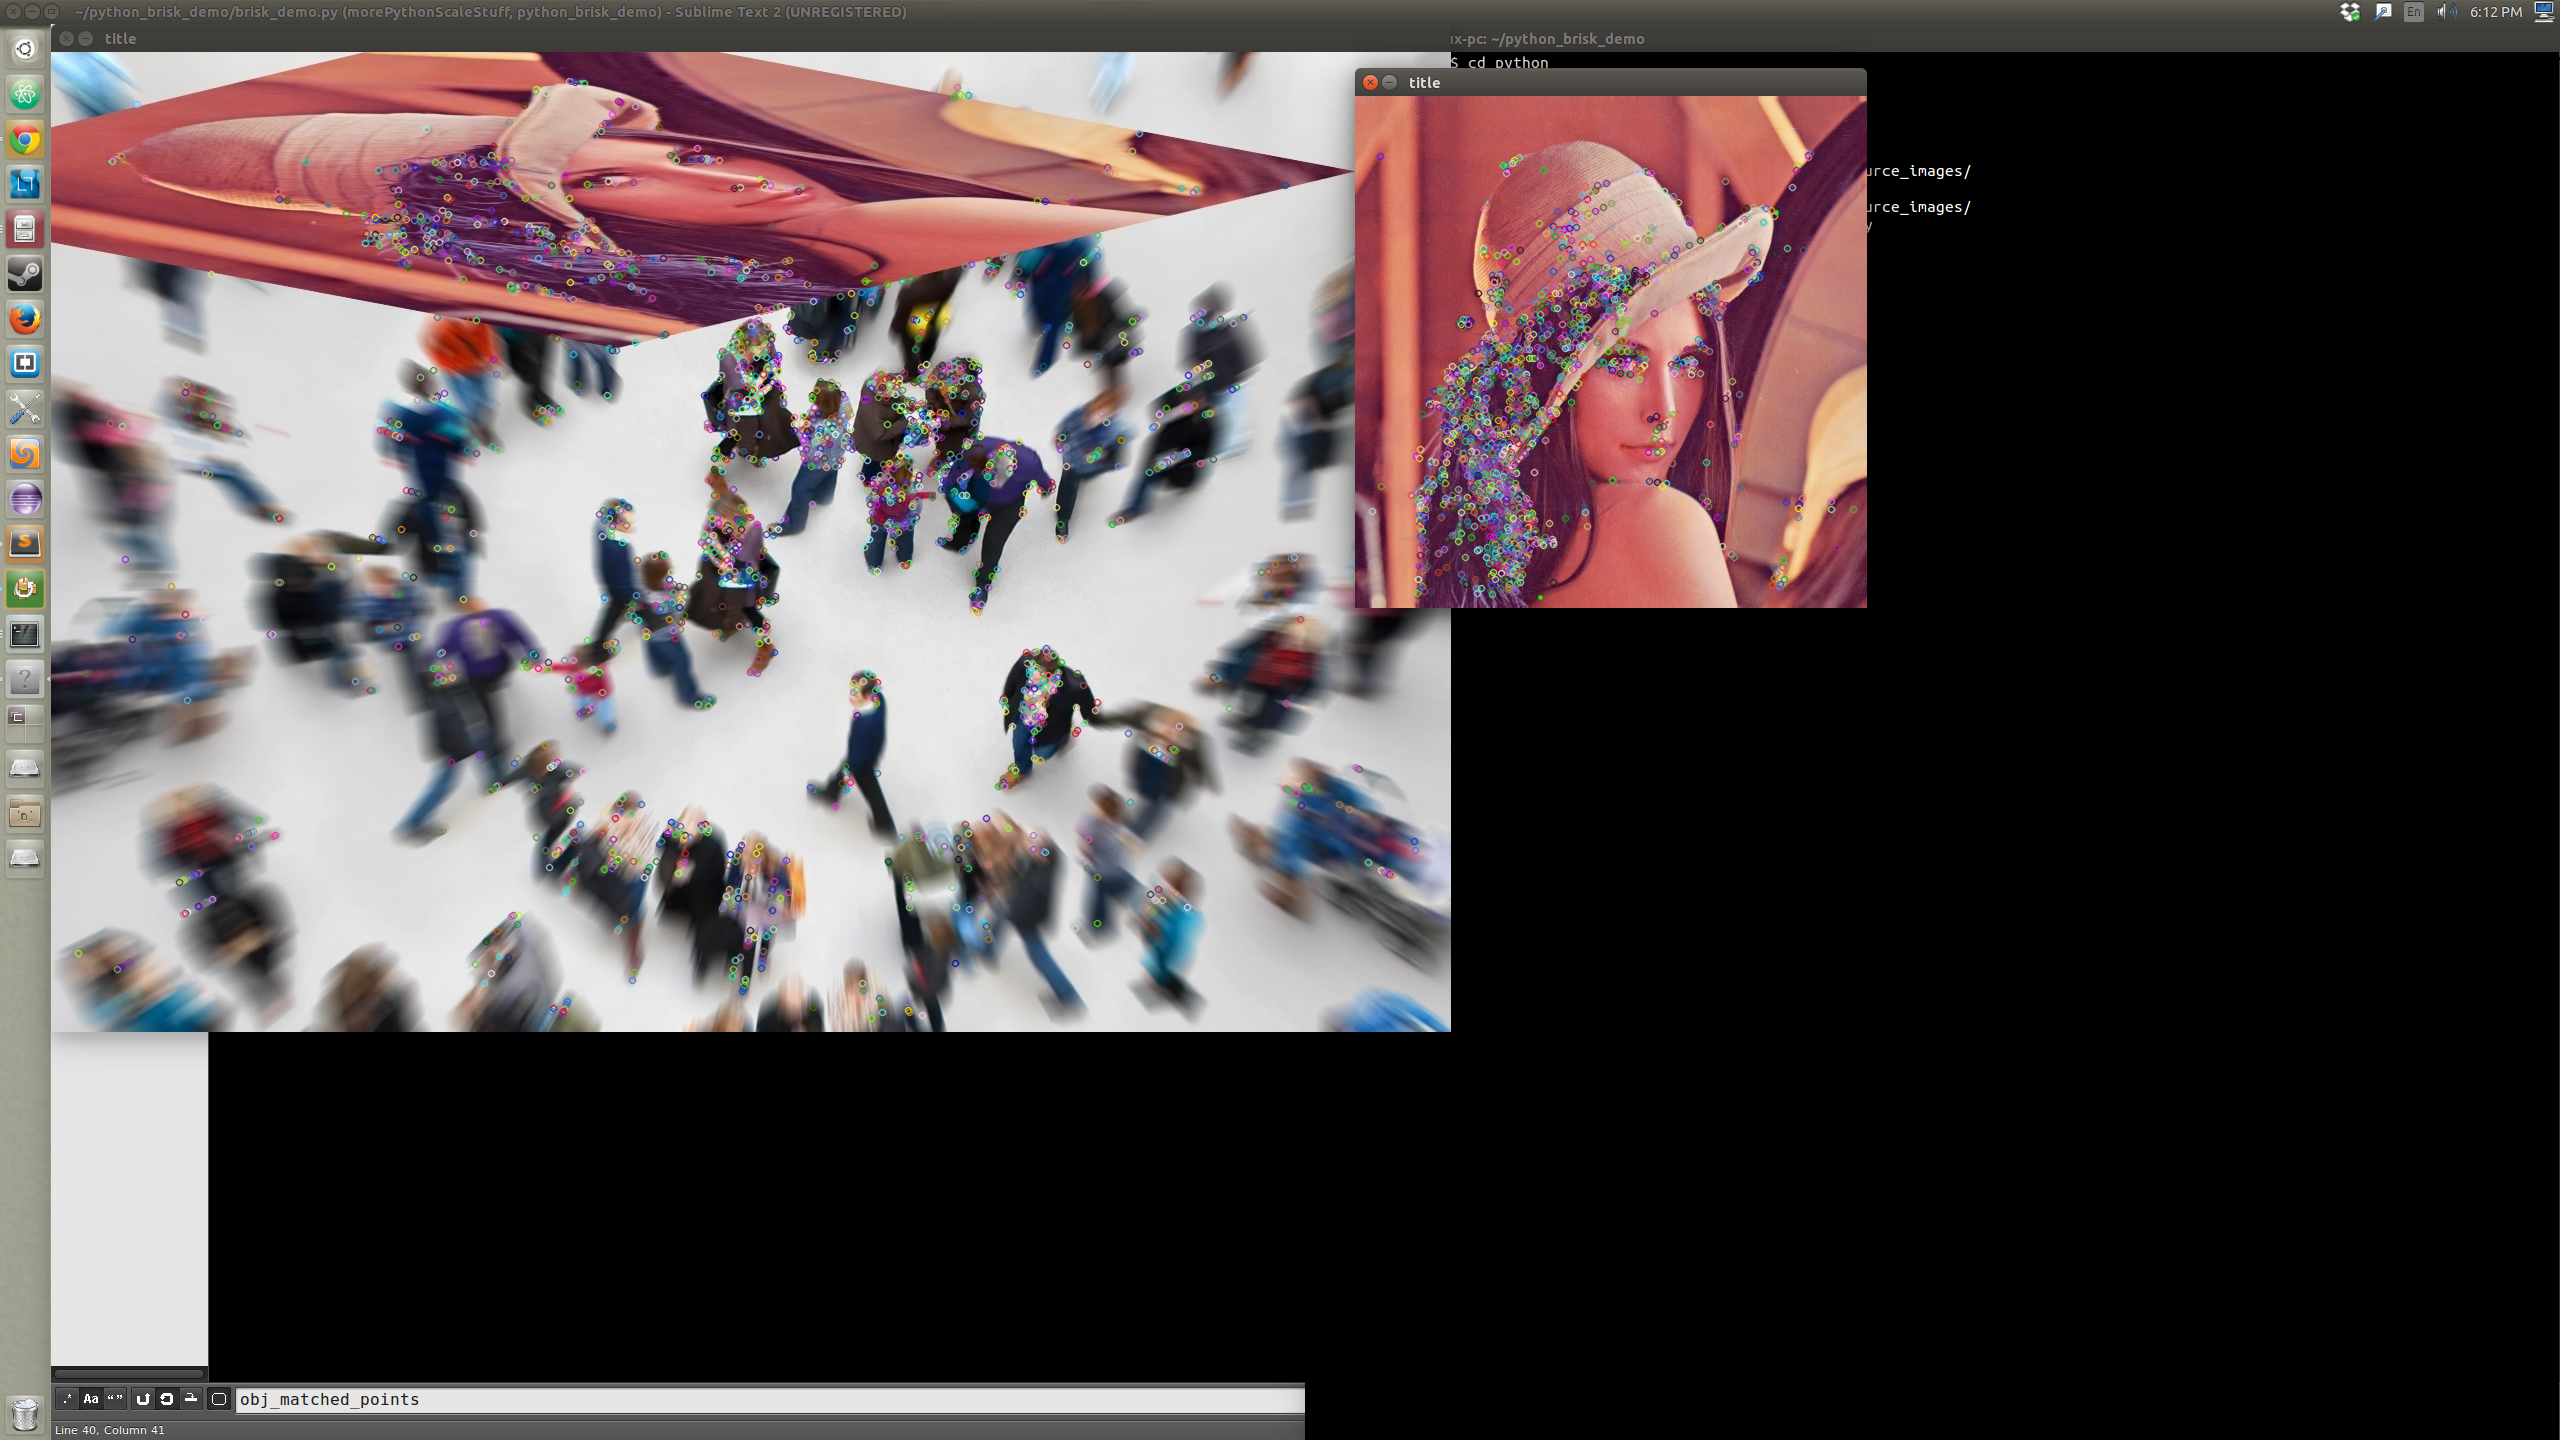 ~/python_brisk_demo/brisk_demo.py (morePythonScaleStuff, python_brisk_demo) - Sublime Text 2 (UNREGISTERED)
En
6:12 PM
title
ux-pc: ~/python_brisk_demo
$ cd python
title
urce_images/
urce_images/
y
.*
Aa
“”
obj_matched_points
Line 40, Column 41